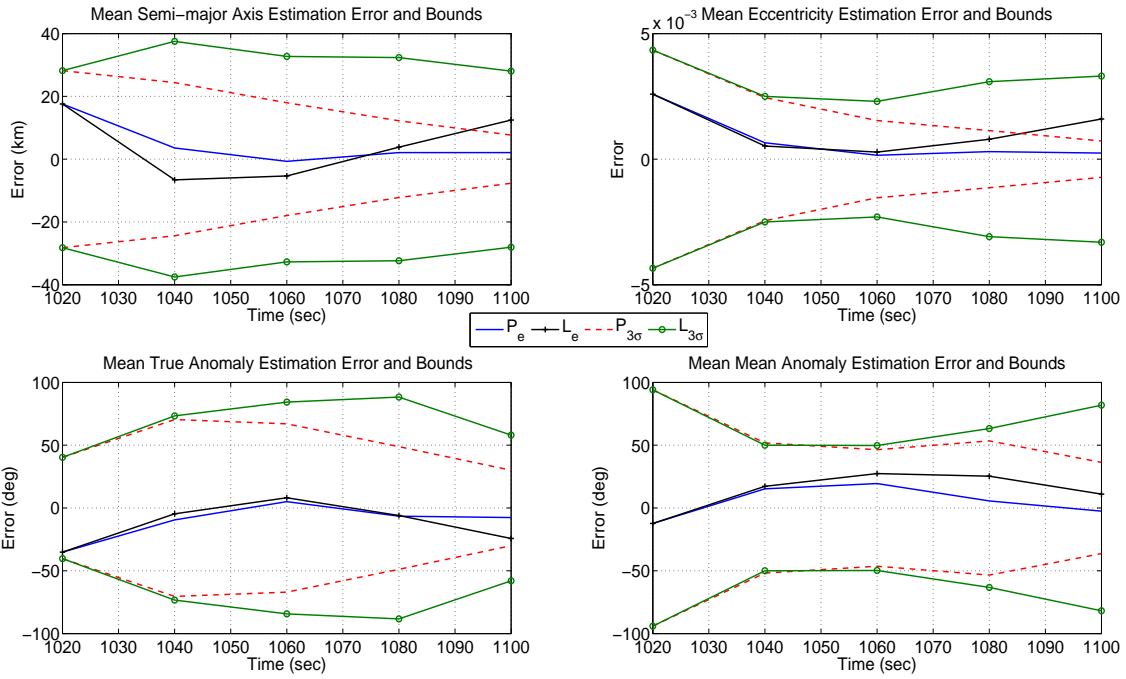 Mean Semi-major Axis Estimation Error and Bounds
40
20
0
−20
−40
Error (km)
1020 1030 1040 1050 1060 1070 1080 1090 1100
Time (sec)
Mean Eccentricity Estimation Error and Bounds
x 10⁻³
5
0
−5
Error
1020 1030 1040 1050 1060 1070 1080 1090 1100
Time (sec)
Pₑ Lₑ P₃σ L₃σ
Mean True Anomaly Estimation Error and Bounds
100
50
0
−50
−100
Error (deg)
1020 1030 1040 1050 1060 1070 1080 1090 1100
Time (sec)
Mean Mean Anomaly Estimation Error and Bounds
100
50
0
−50
−100
Error (deg)
1020 1030 1040 1050 1060 1070 1080 1090 1100
Time (sec)